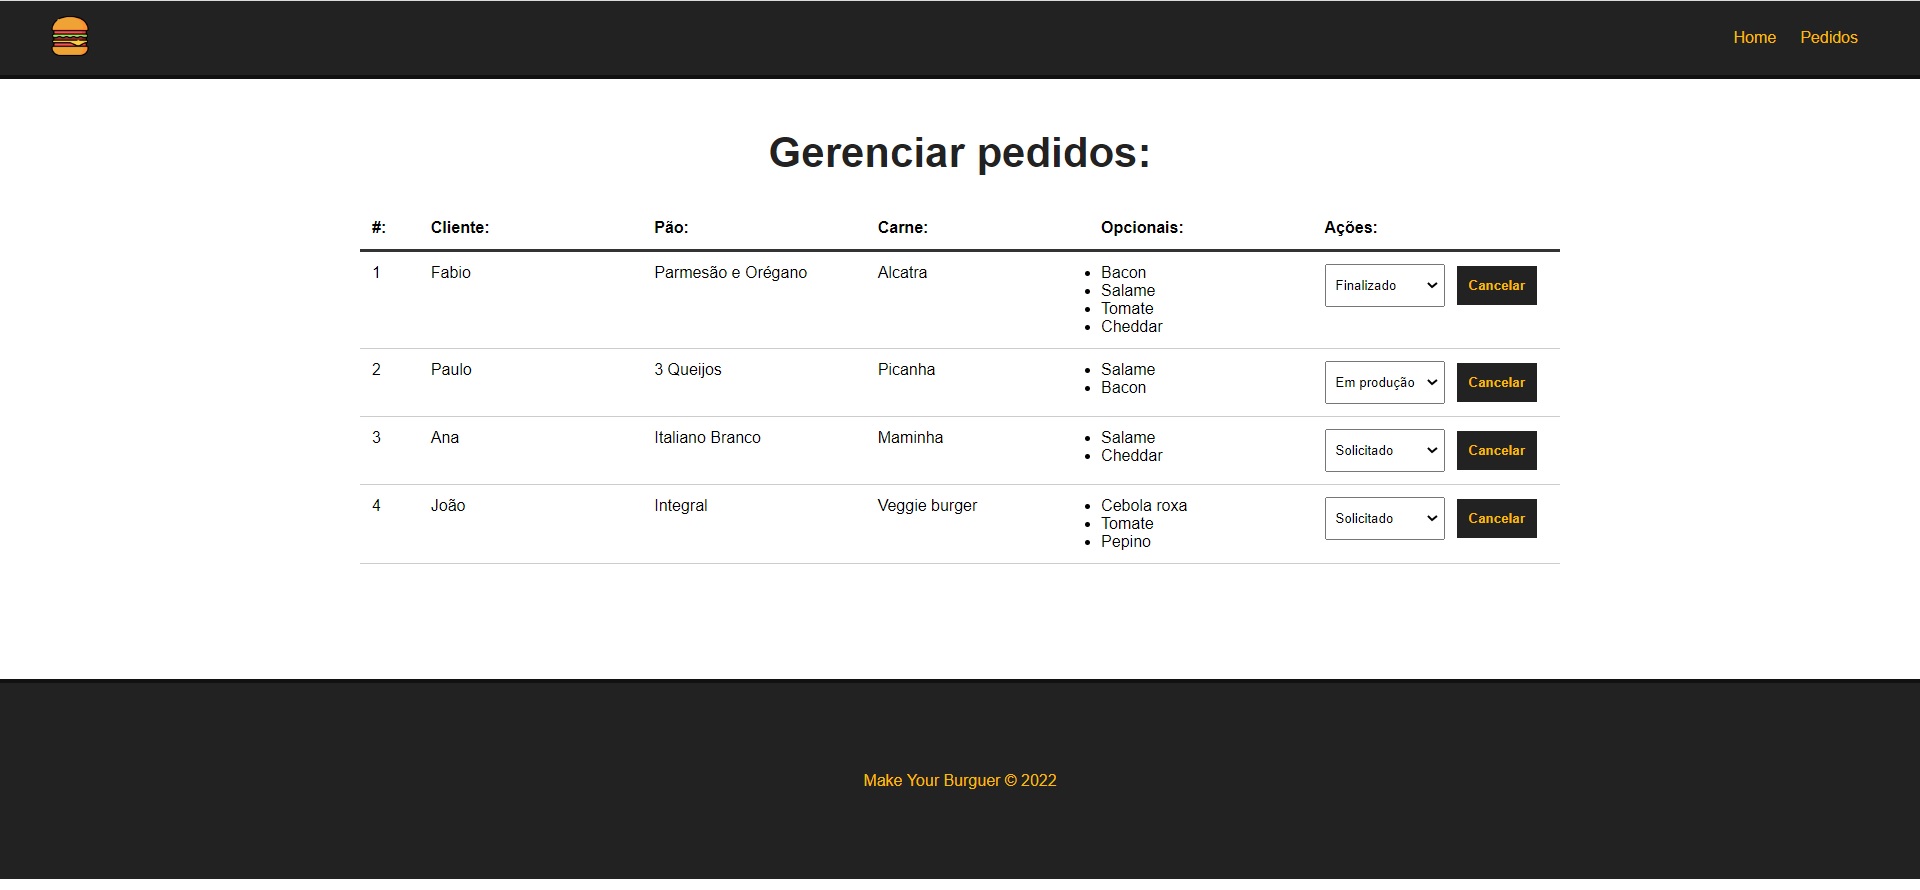 Home Pedidos
Gerenciar pedidos:
#: Cliente: Pão: Carne: Opcionais: Ações:
1 Fabio Parmesão e Orégano Alcatra Bacon Finalizado Cancelar
Salame
Tomate
Cheddar
2 Paulo 3 Queijos Picanha Salame Em produção Cancelar
Bacon
3 Ana Italiano Branco Maminha Salame Solicitado Cancelar
Cheddar
4 João Integral Veggie burger Cebola roxa Solicitado Cancelar
Tomate
Pepino
Make Your Burguer © 2022